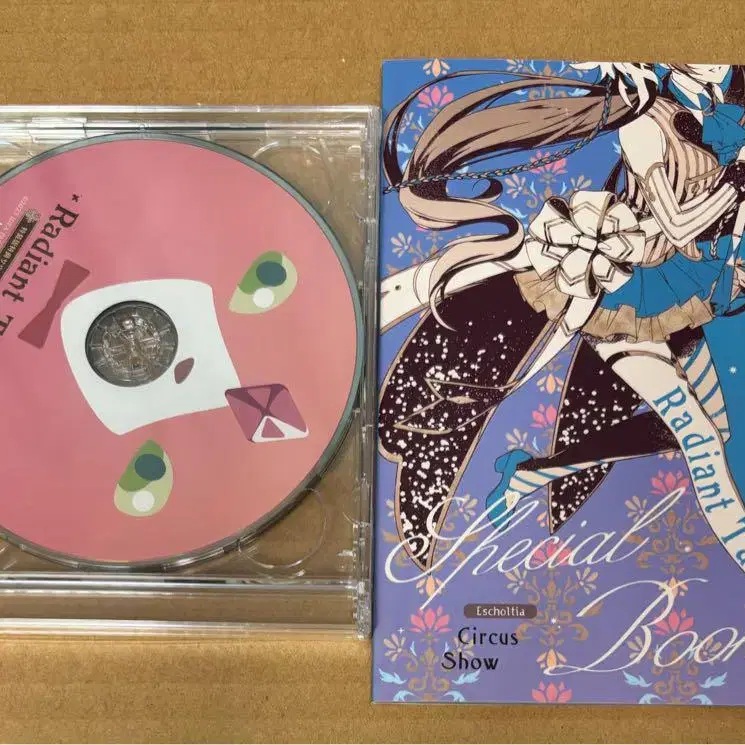 *Radiant T
Special
Book
Escholtia
Circus
Show
Radiant Ta